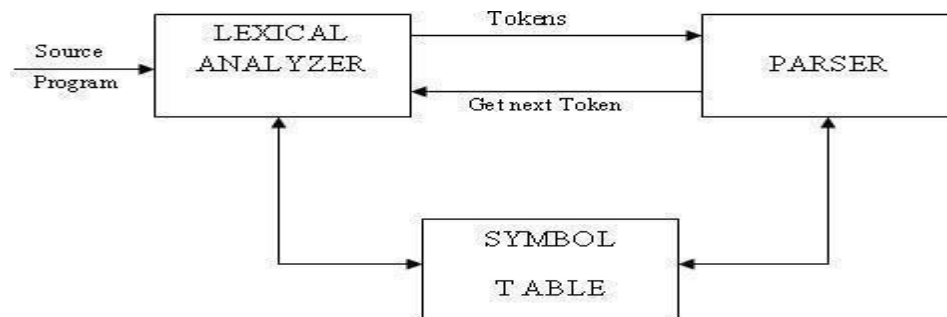 Source
Program
LEXICAL
ANALYZER
Tokens
Get next Token
PARSER
SYMBOL
TABLE